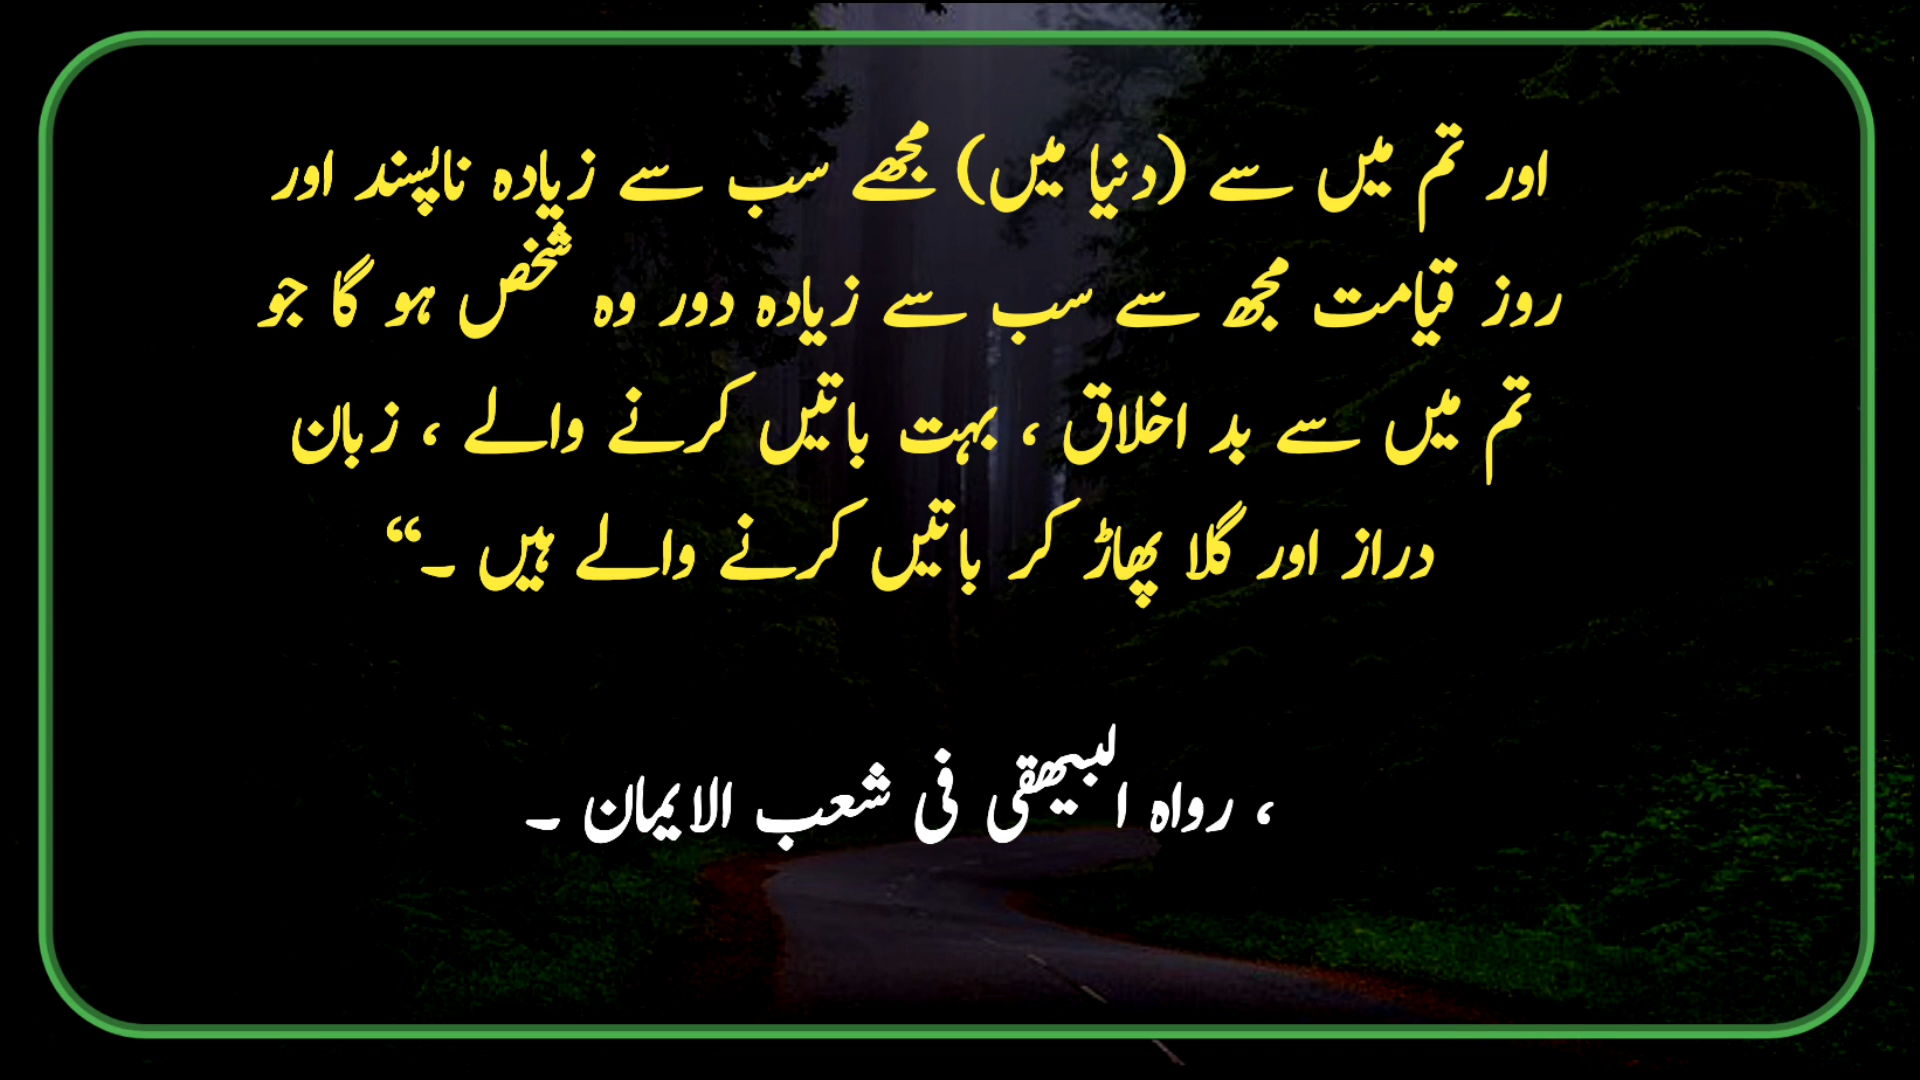 اور تم میں سے (دنیا میں) مجھے سب سے زیادہ ناپسند اور
روز قیامت مجھ سے سب سے زیادہ دور وہ شخص ہو گا جو
تم میں سے بد اخلاق ، بہت باتیں کرنے والے ، زبان
دراز اور گلا پھاڑ کر باتیں کرنے والے ہیں ۔“
، رواہ البیھقی فی شعب الایمان ۔